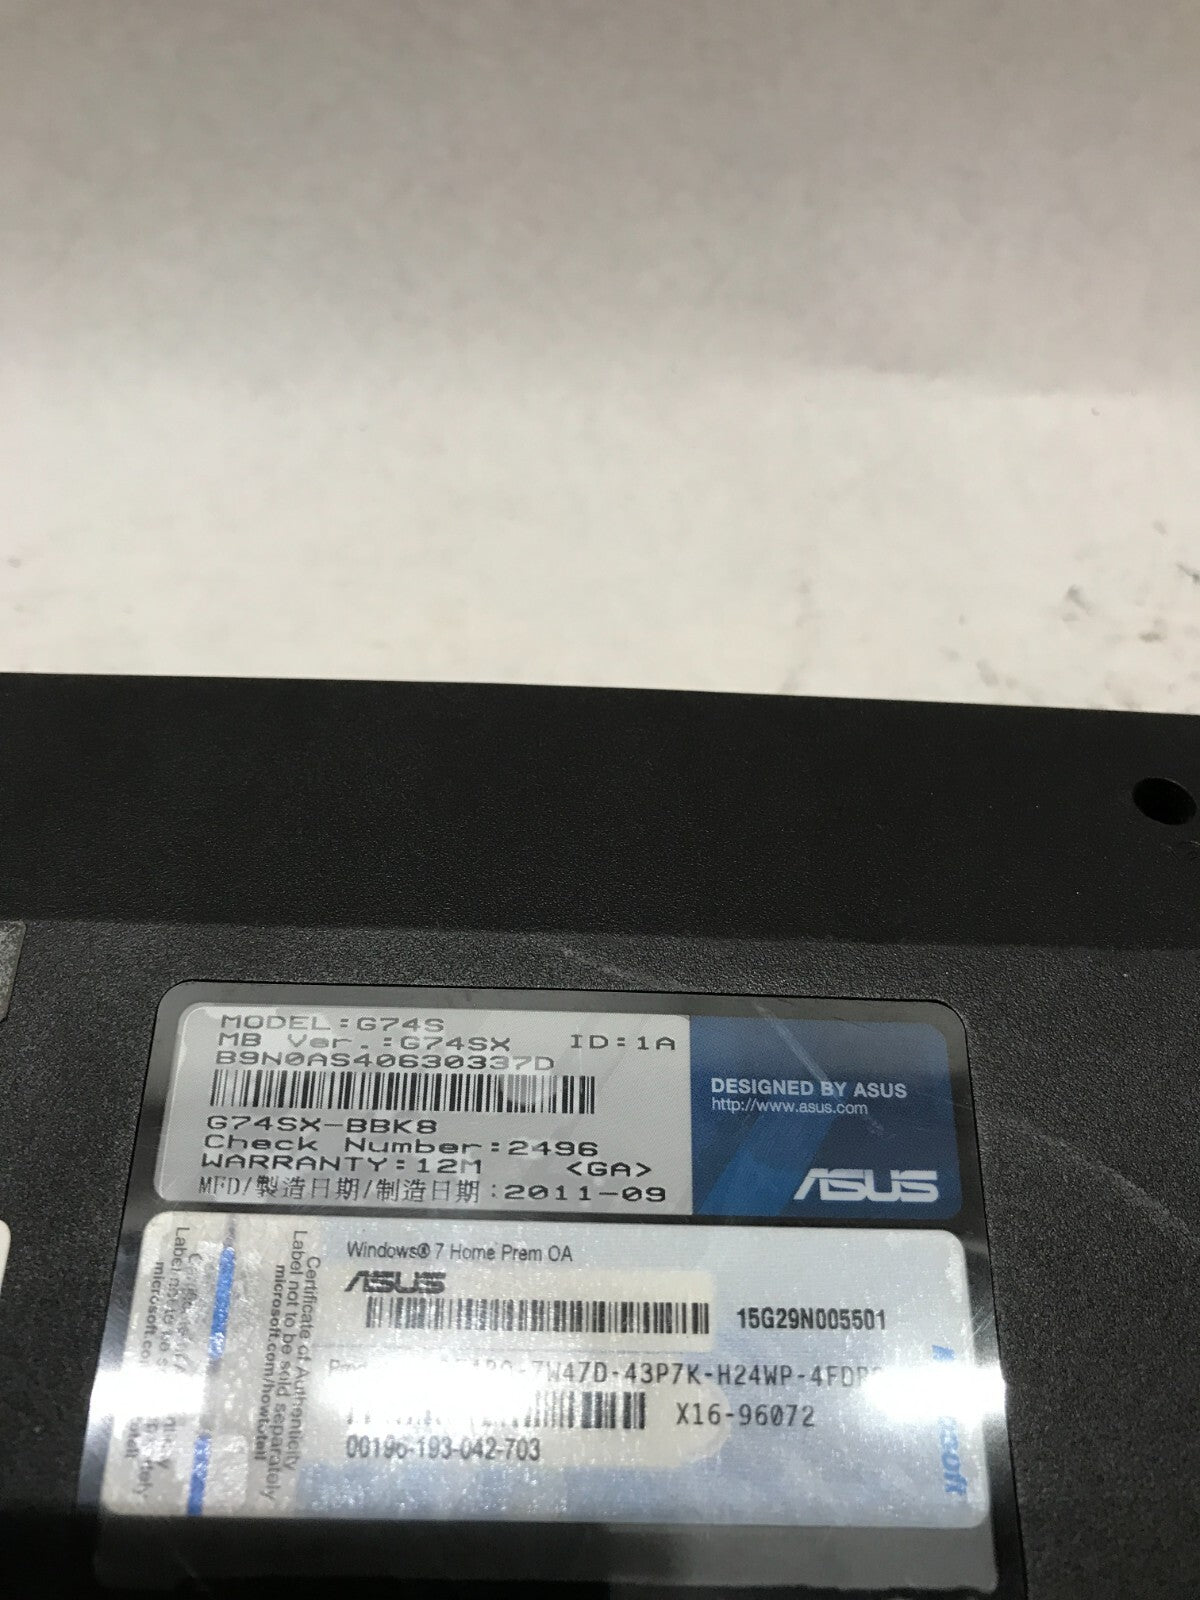 MODEL:G74S
MB Ver.:G74SX ID:1A
B9N0AS40630337D
G74SX-BBK8
Check Number:2496
WARRANTY:12M <GA>
MFD/製造日期/制造日期:2011-09
DESIGNED BY ASUS
http://www.asus.com
ASUS
Windows® 7 Home Prem OA
ASUS
15G29N005501
X16-96072
00196-193-042-703
Certificate of Authenticity
Label not to be sold separately
microsoft.com/howtotell